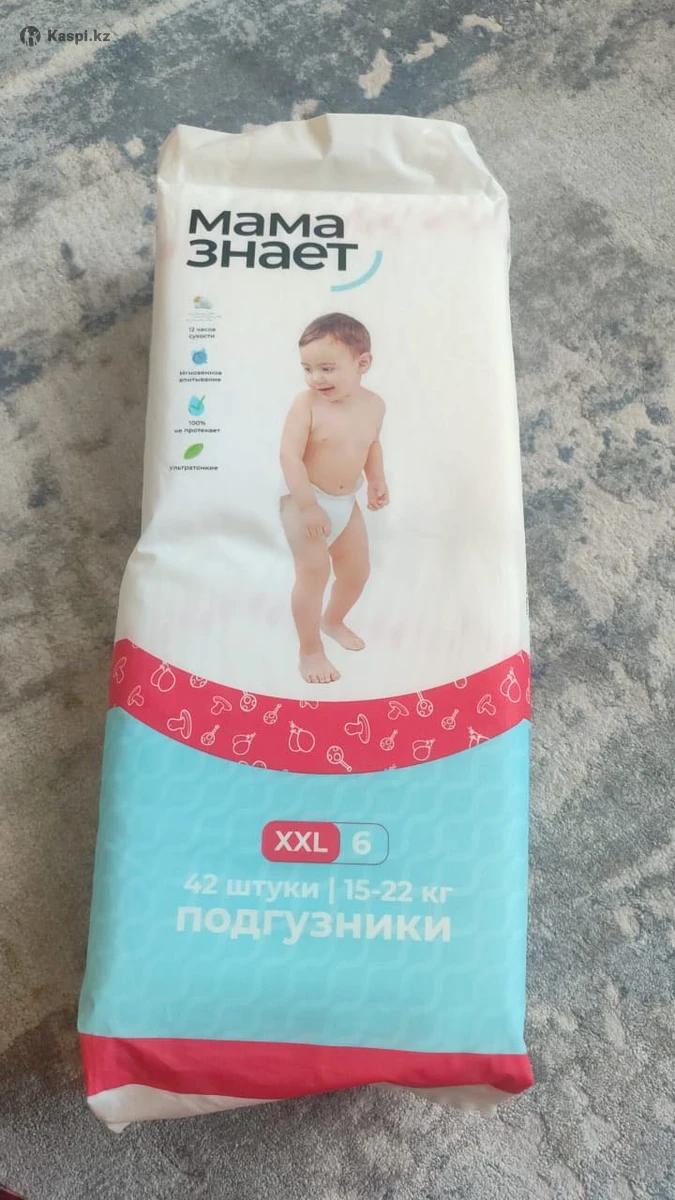 Kaspi.kz
мама
знает
12 часов
сухости
мгновенное
впитывание
100%
не протекает
ультратонкие
XXL 6
42 штуки | 15-22 кг
подгузники